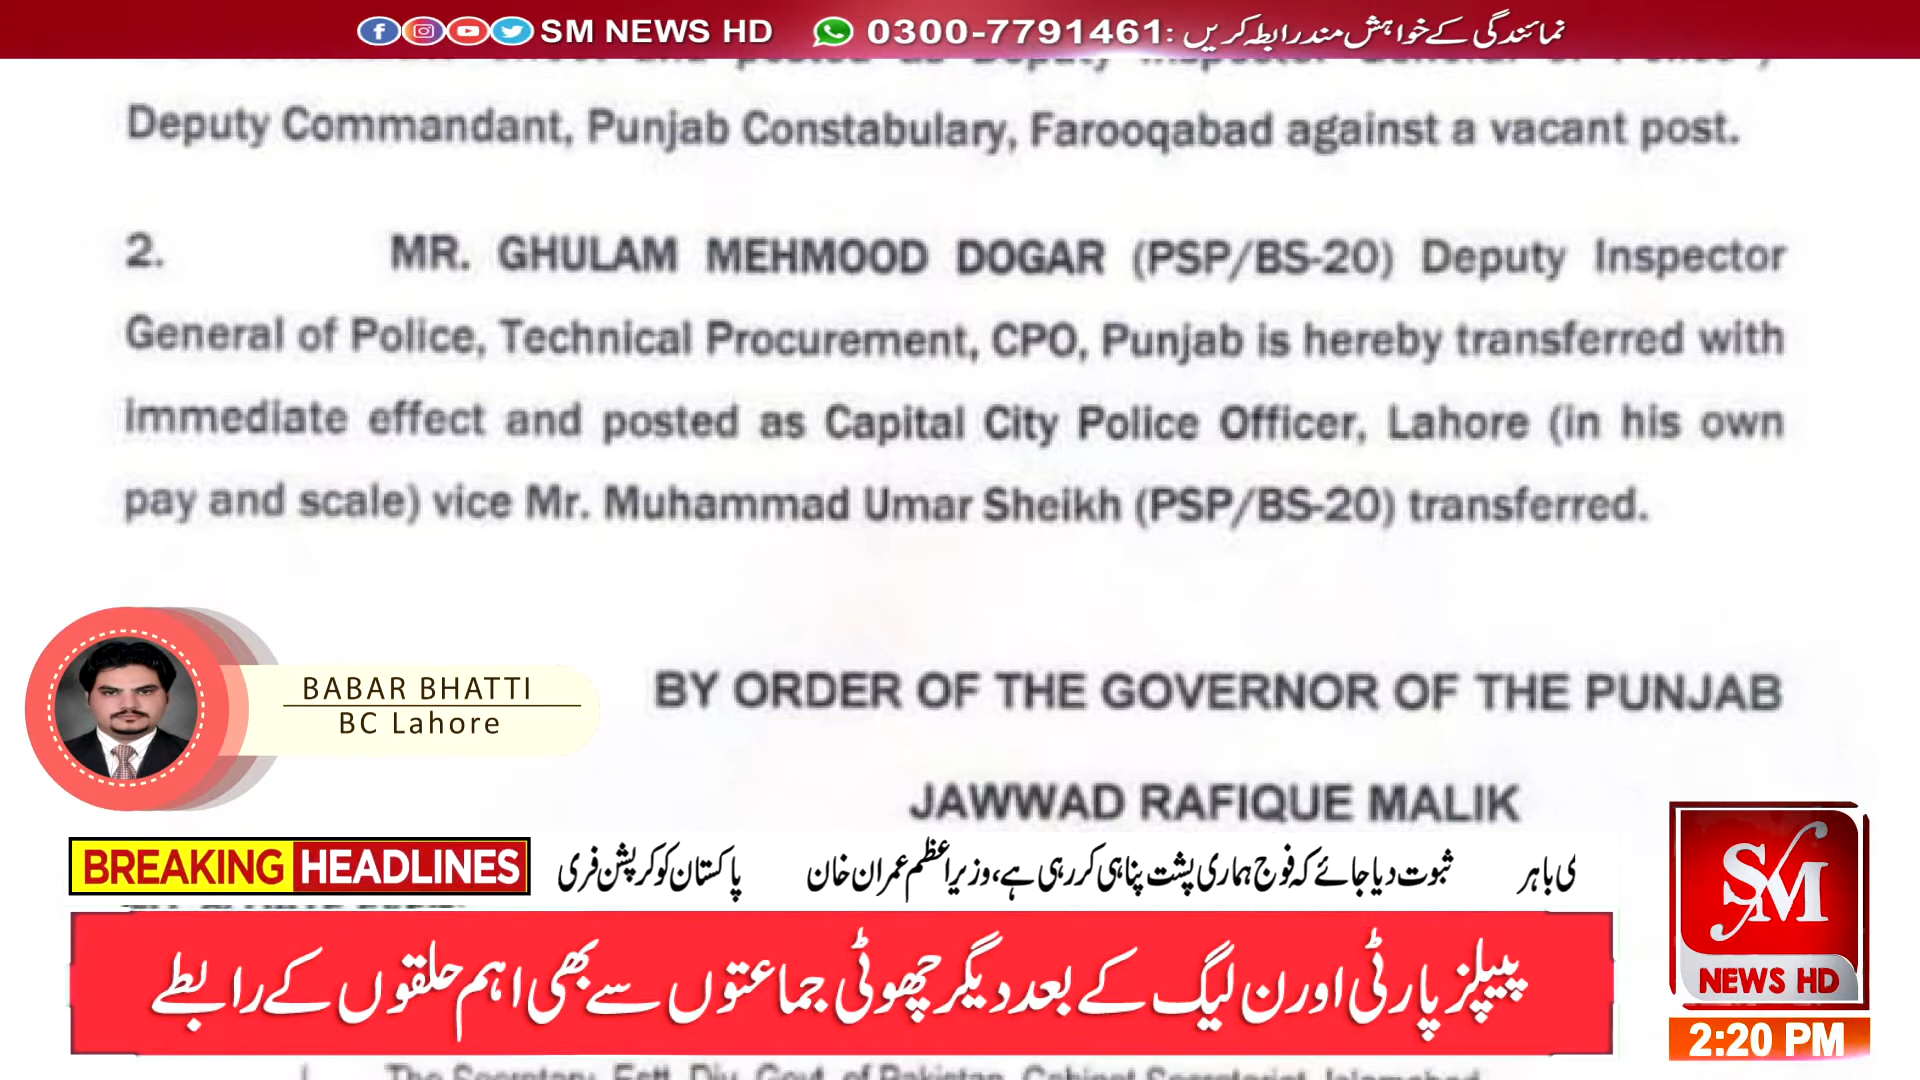 SM NEWS HD 0300-7791461 نمائندگی کے خواہش مند رابطہ کریں:
Deputy Commandant, Punjab Constabulary, Farooqabad against a vacant post.
2. MR. GHULAM MEHMOOD DOGAR (PSP/BS-20) Deputy Inspector
General of Police, Technical Procurement, CPO, Punjab is hereby transferred with
immediate effect and posted as Capital City Police Officer, Lahore (in his own
pay and scale) vice Mr. Muhammad Umar Sheikh (PSP/BS-20) transferred.
BY ORDER OF THE GOVERNOR OF THE PUNJAB
BABAR BHATTI
BC Lahore
JAWWAD RAFIQUE MALIK
BREAKING HEADLINES
ی باہر ثبوت دیا جائے کہ فوج ہماری پشت پناہی کر رہی ہے، وزیراعظم عمران خان پاکستان کو کرپشن فری
پیپلز پارٹی اور ن لیگ کے بعد دیگر چھوٹی جماعتوں سے بھی اہم حلقوں کے رابطے
SM
NEWS HD
2:20 PM